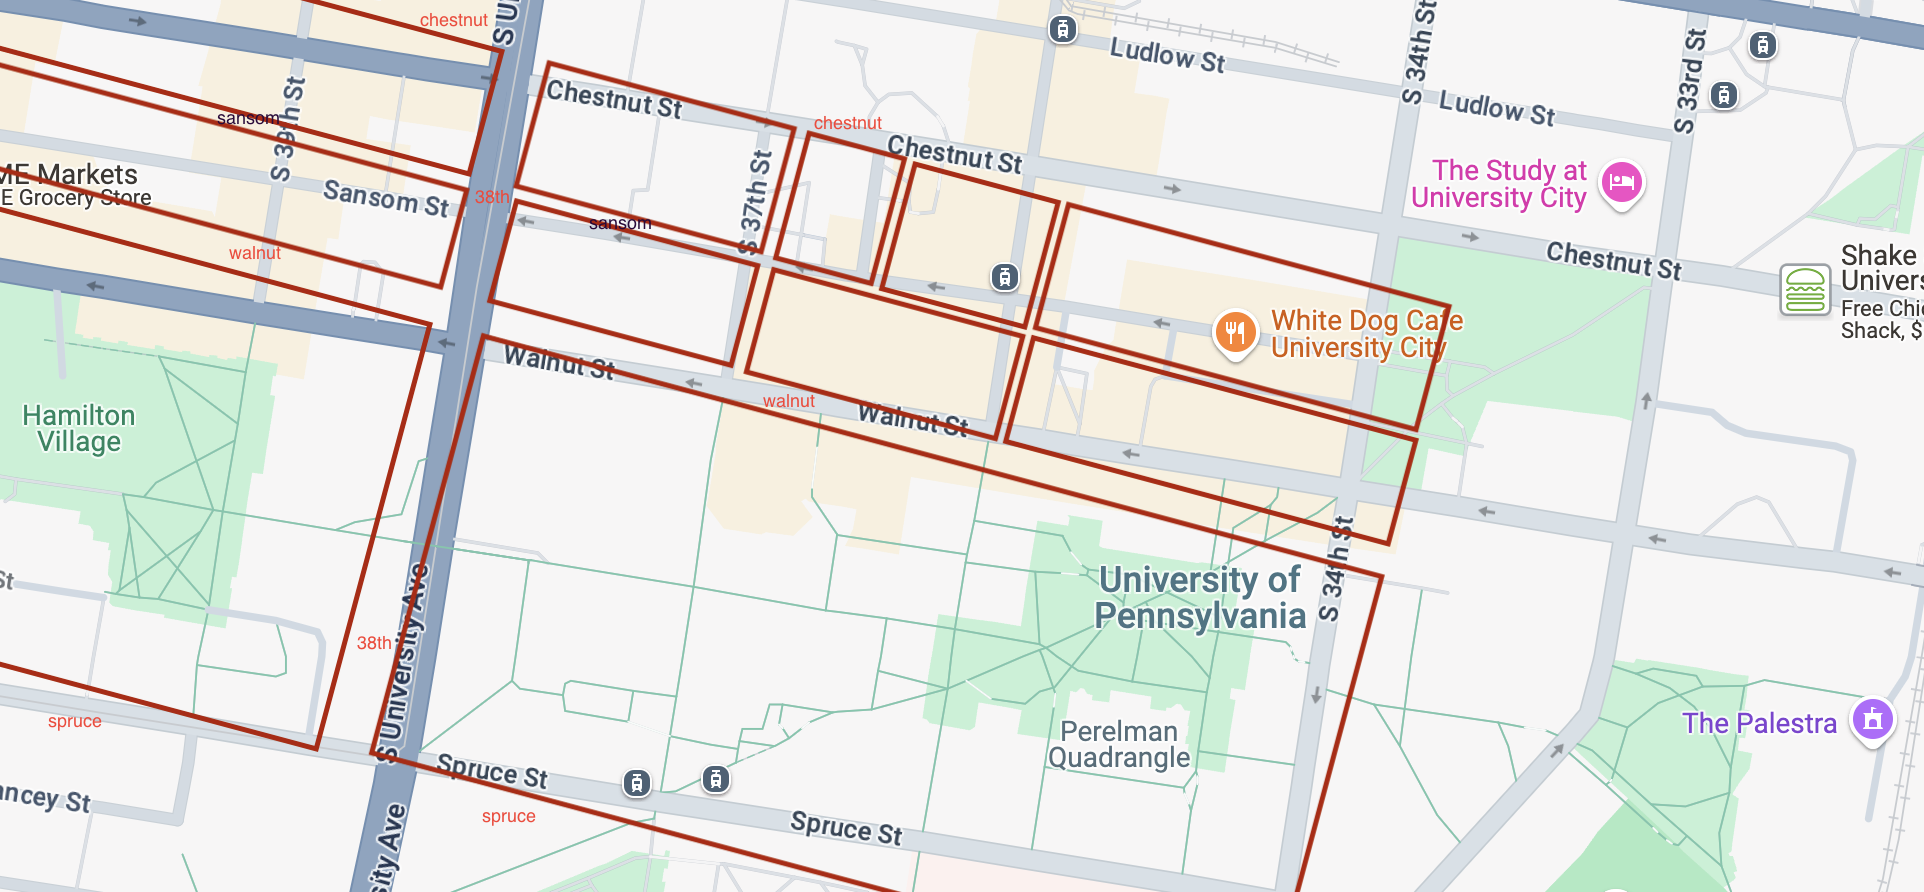 chestnut
S U
S 34th St
S 33rd St
Ludlow St
Ludlow St
Chestnut St
S 39th St
sansom
chestnut
Chestnut St
ME Markets
E Grocery Store
Sansom St
38th
S 37th St
sansom
The Study at
University City
Chestnut St
Shake
Univers
Free Chi
Shack, $
walnut
White Dog Cafe
University City
Walnut St
walnut
Walnut St
Hamilton
Village
St
S University Ave
University of
Pennsylvania
S 34th St
38th
spruce
Perelman
Quadrangle
The Palestra
Spruce St
ancey St
spruce
Spruce St
sity Ave